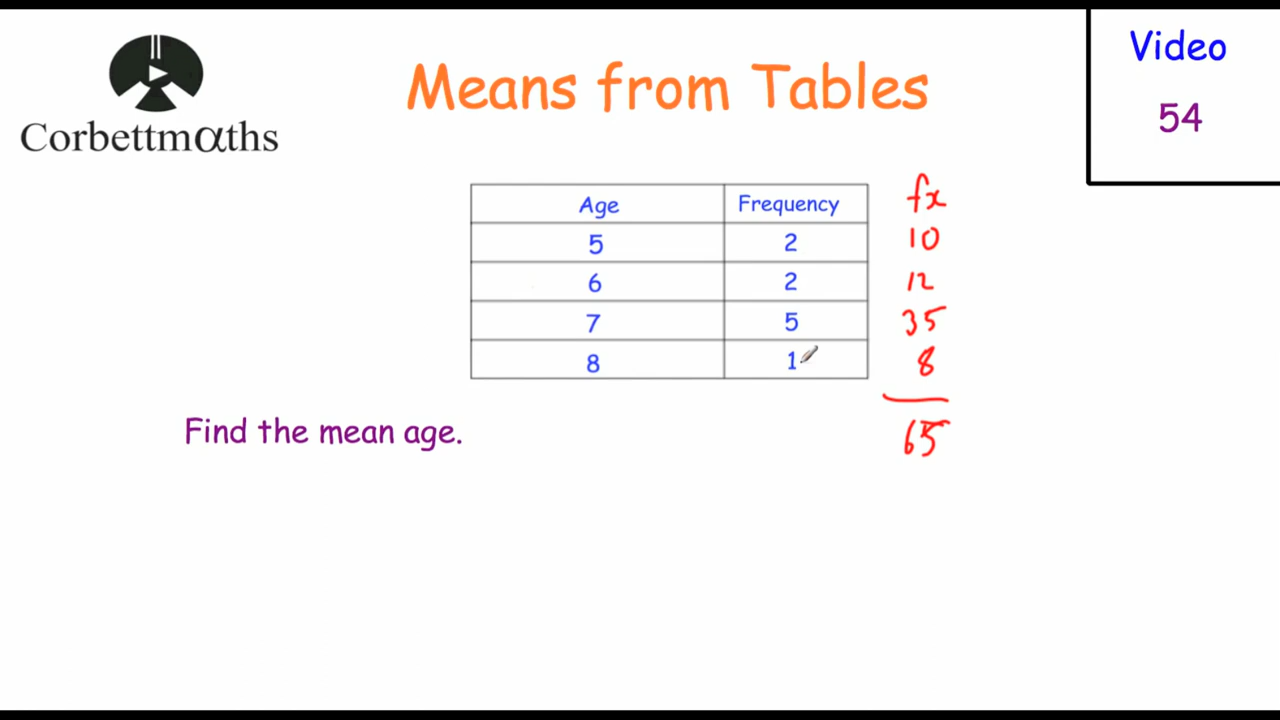 Corbettmαths
Means from Tables
Video
54
Age Frequency fx
5 2 10
6 2 12
7 5 35
8 1 8
65
Find the mean age.